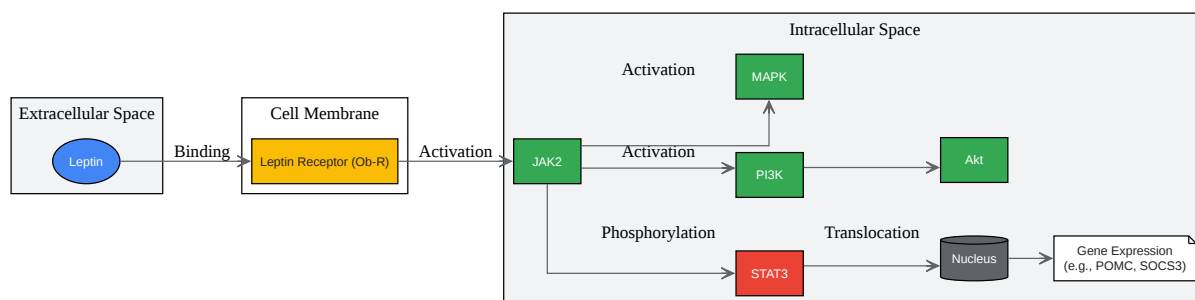 Intracellular Space
Activation
MAPK
Extracellular Space
Cell Membrane
Leptin
Binding
Leptin Receptor (Ob-R)
Activation
JAK2
Activation
PI3K
Akt
Phosphorylation
Translocation
STAT3
Nucleus
Gene Expression
(e.g., POMC, SOCS3)